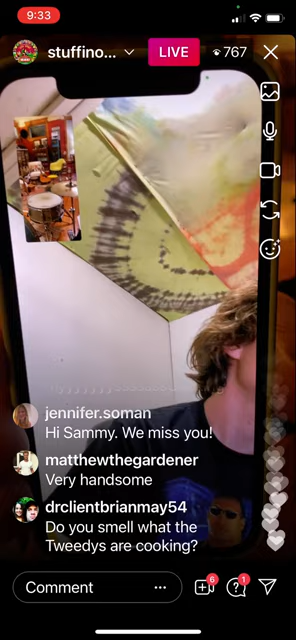 9:33
stuffino...
LIVE
767
jennifer.soman
Hi Sammy. We miss you!
matthewthegardener
Very handsome
drclientbrianmay54
Do you smell what the
Tweedys are cooking?
Comment
6
1